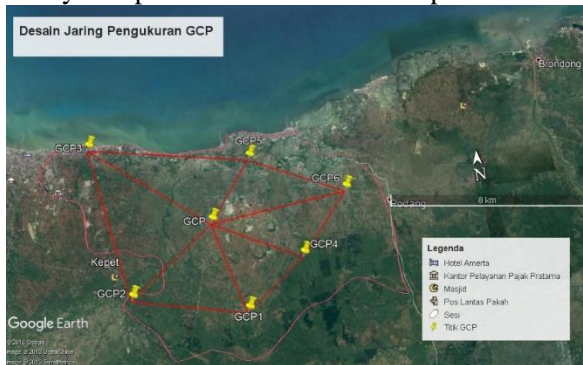 Desain Jaring Pengukuran GCP
Brondong
GCP3
GCP5
GCP6
N
Podang
8 km
GCP
GCP4
Kepet
GCP2
GCP1
Legenda
Hotel Amerta
Kantor Pelayanan Pajak Pratama
Masjid
Pos Lantas Pakah
Sesi
Titik GCP
Google Earth